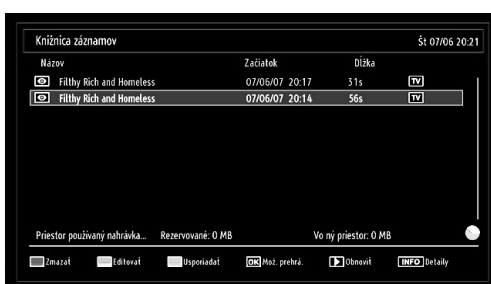 Knižnica záznamov Št 07/06 20:21
Názov Začiatok Dĺžka
Filthy Rich and Homeless 07/06/07 20:17 31s TV
Filthy Rich and Homeless 07/06/07 20:14 56s TV
Priestor používaný nahrávka... Rezervované: 0 MB Vo ný priestor: 0 MB
Zmazať Editovať Usporiadať OK Mož. prehrá. Obnoviť INFO Detaily